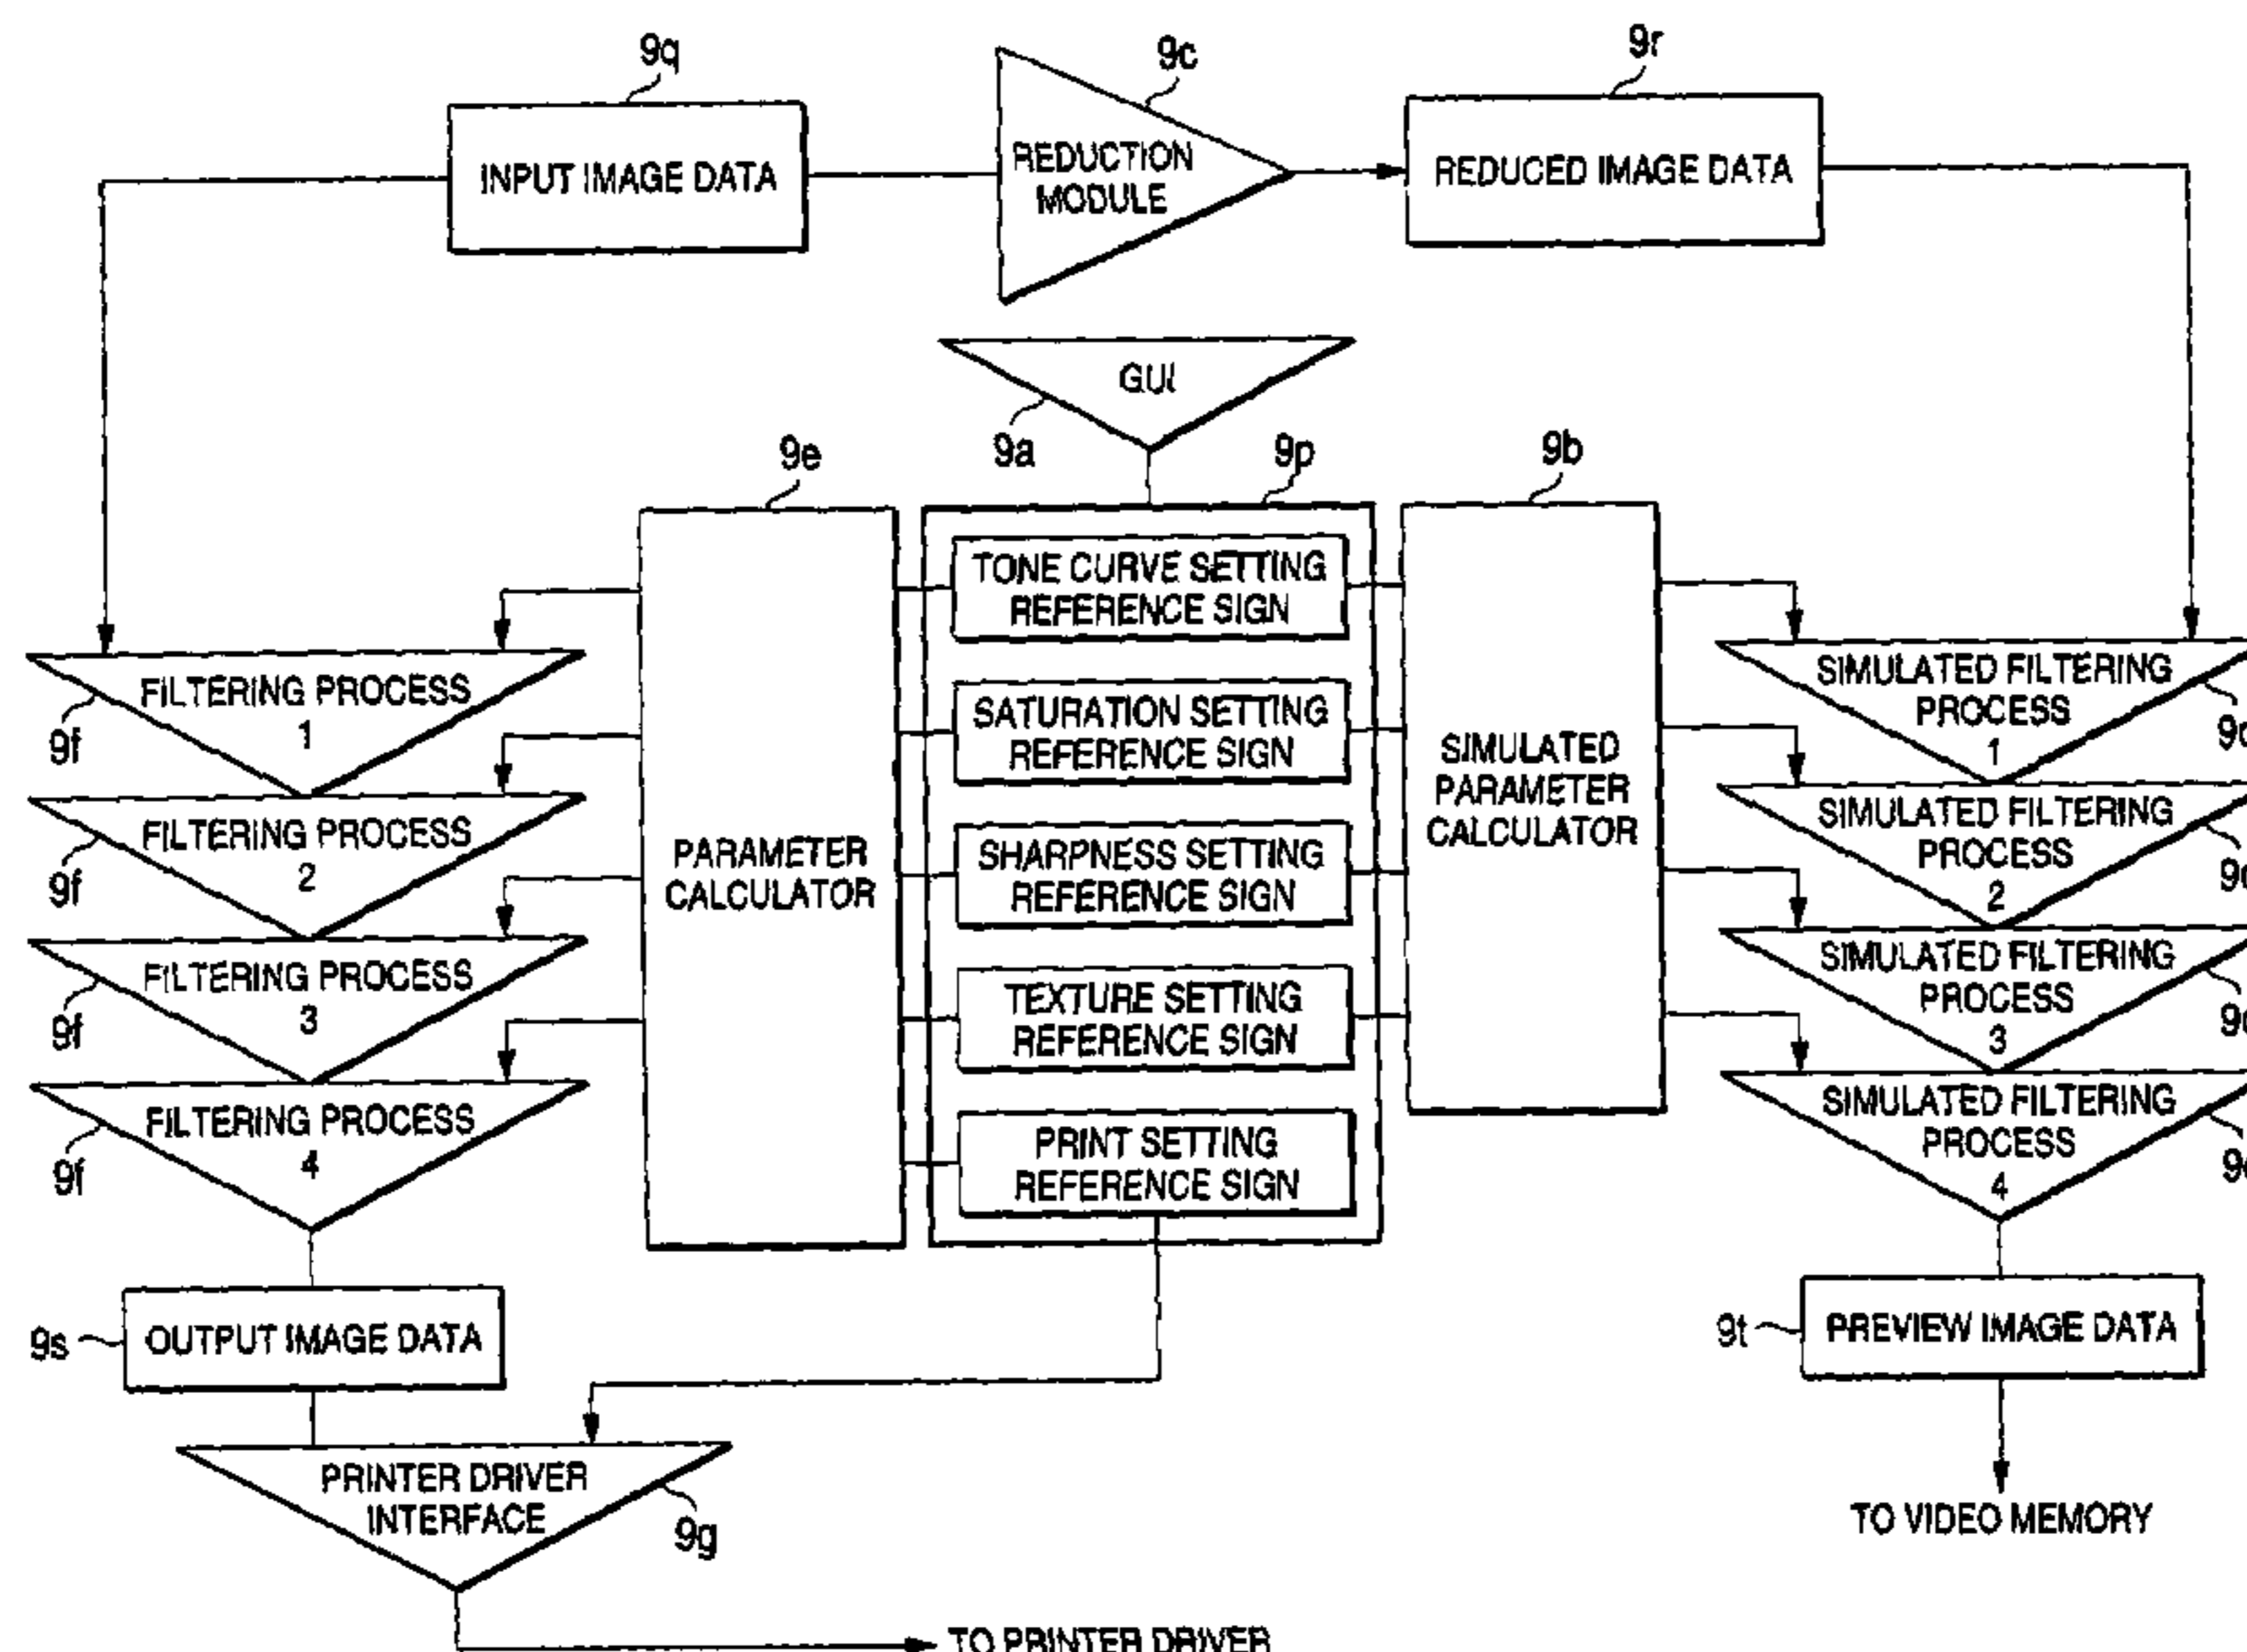 9q
9c
9r
INPUT IMAGE DATA
REDUCTION
MODULE
REDUCED IMAGE DATA
GUI
9a
9e
9p
9b
TONE CURVE SETTING
REFERENCE SIGN
SATURATION SETTING
REFERENCE SIGN
SHARPNESS SETTING
REFERENCE SIGN
TEXTURE SETTING
REFERENCE SIGN
PRINT SETTING
REFERENCE SIGN
PARAMETER
CALCULATOR
SIMULATED
PARAMETER
CALCULATOR
FILTERING PROCESS
1
9f
FILTERING PROCESS
2
9f
FILTERING PROCESS
3
9f
FILTERING PROCESS
4
9f
SIMULATED FILTERING
PROCESS
1
SIMULATED FILTERING
PROCESS
2
SIMULATED FILTERING
PROCESS
3
SIMULATED FILTERING
PROCESS
4
9s
OUTPUT IMAGE DATA
9t
PREVIEW IMAGE DATA
PRINTER DRIVER
INTERFACE
9g
TO VIDEO MEMORY
TO PRINTER DRIVER